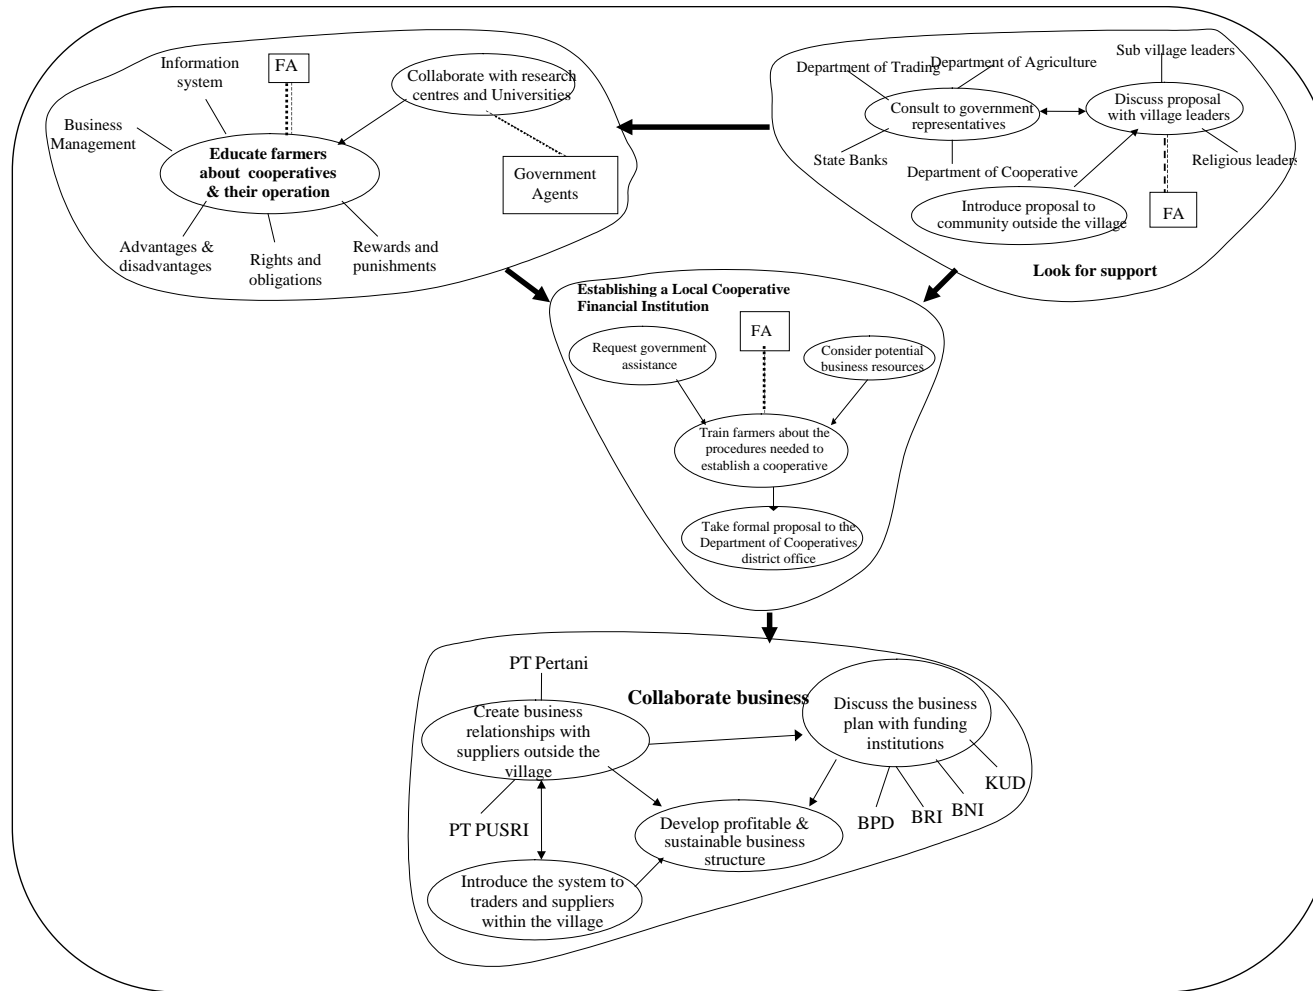 Information
system
FA
Collaborate with research
centres and Universities
Business
Management
Educate farmers
about cooperatives
& their operation
Government
Agents
Advantages &
disadvantages
Rights and
obligations
Rewards and
punishments
Sub village leaders
Department of Trading
Department of Agriculture
Consult to government
representatives
Discuss proposal
with village leaders
State Banks
Department of Cooperative
Religious leaders
Introduce proposal to
community outside the village
FA
Look for support
Establishing a Local Cooperative
Financial Institution
FA
Request government
assistance
Consider potential
business resources
Train farmers about the
procedures needed to
establish a cooperative
Take formal proposal to the
Department of Cooperatives
district office
PT Pertani
Collaborate business
Create business
relationships with
suppliers outside the
village
Discuss the business
plan with funding
institutions
KUD
BNI
BRI
BPD
PT PUSRI
Develop profitable &
sustainable business
structure
Introduce the system to
traders and suppliers
within the village